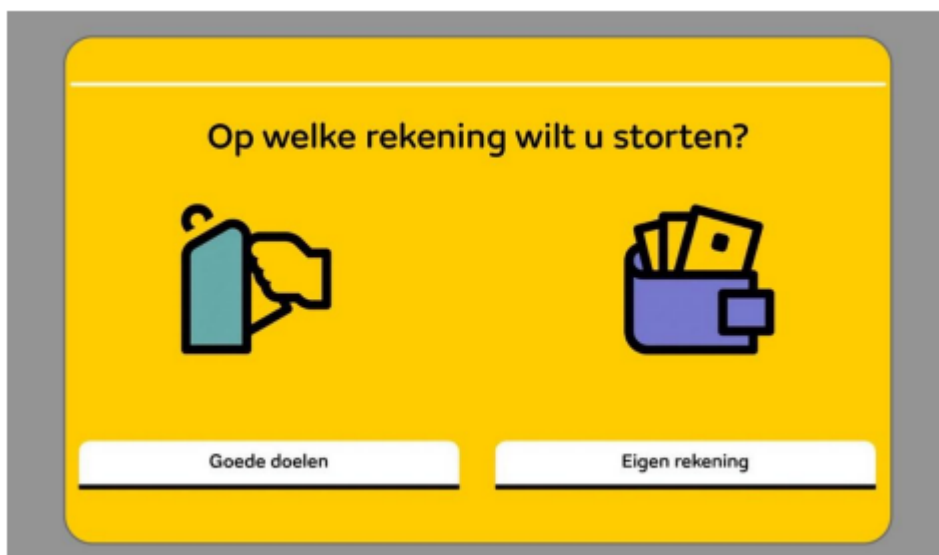 Op welke rekening wilt u storten?
Goede doelen
Eigen rekening